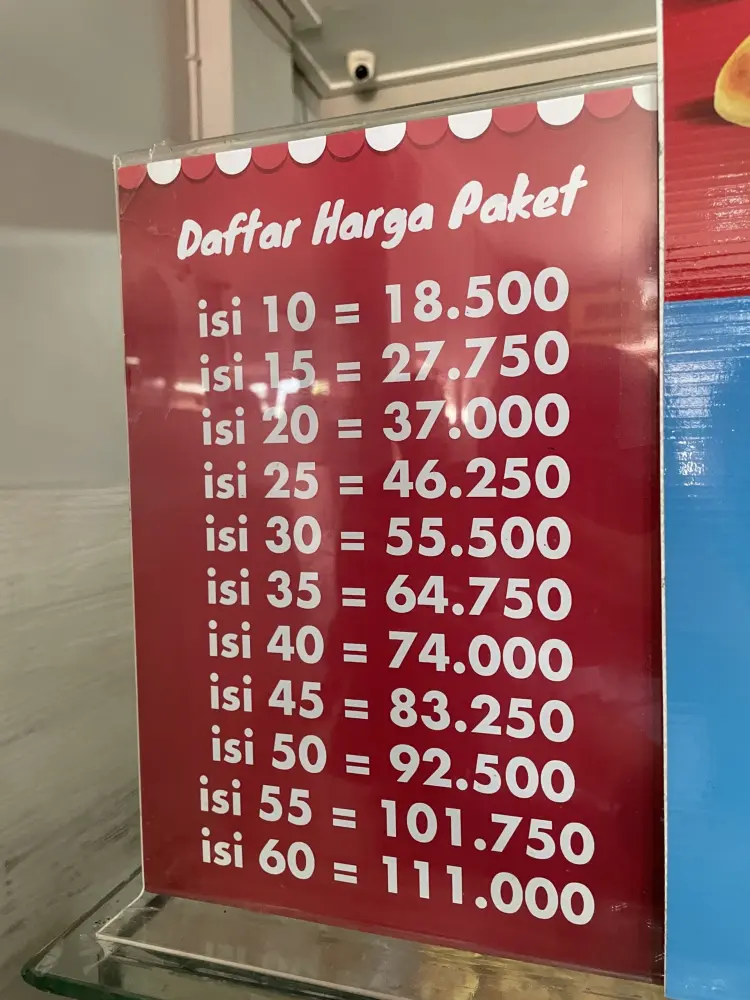 Daftar Harga Paket
isi 10 = 18.500
isi 15 = 27.750
isi 20 = 37.000
isi 25 = 46.250
isi 30 = 55.500
isi 35 = 64.750
isi 40 = 74.000
isi 45 = 83.250
isi 50 = 92.500
isi 55 = 101.750
isi 60 = 111.000